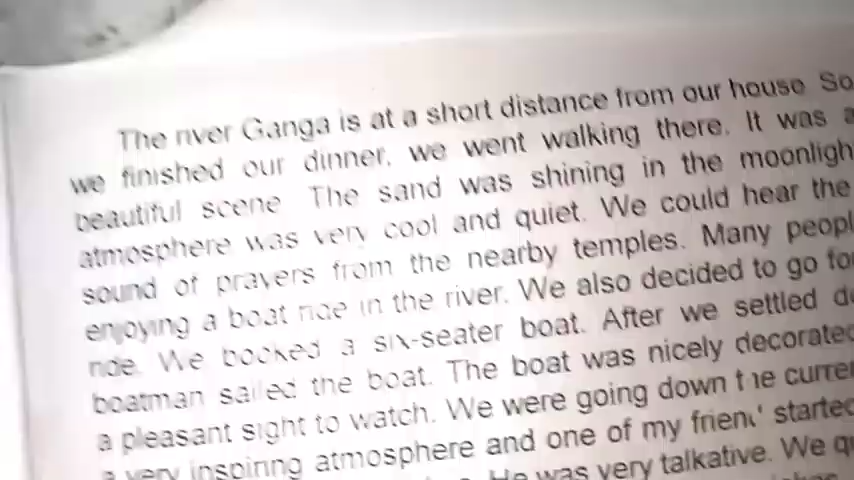 The river Ganga is at a short distance from our house. So
we finished our dinner, we went walking there. It was a
beautiful scene. The sand was shining in the moonligh
atmosphere was very cool and quiet. We could hear the
sound of prayers from the nearby temples. Many peopl
enjoying a boat ride in the river. We also decided to go for
ride. We booked a six-seater boat. After we settled d
boatman sailed the boat. The boat was nicely decorated
a pleasant sight to watch. We were going down the curre
a very inspiring atmosphere and one of my friend started
He was very talkative. We q